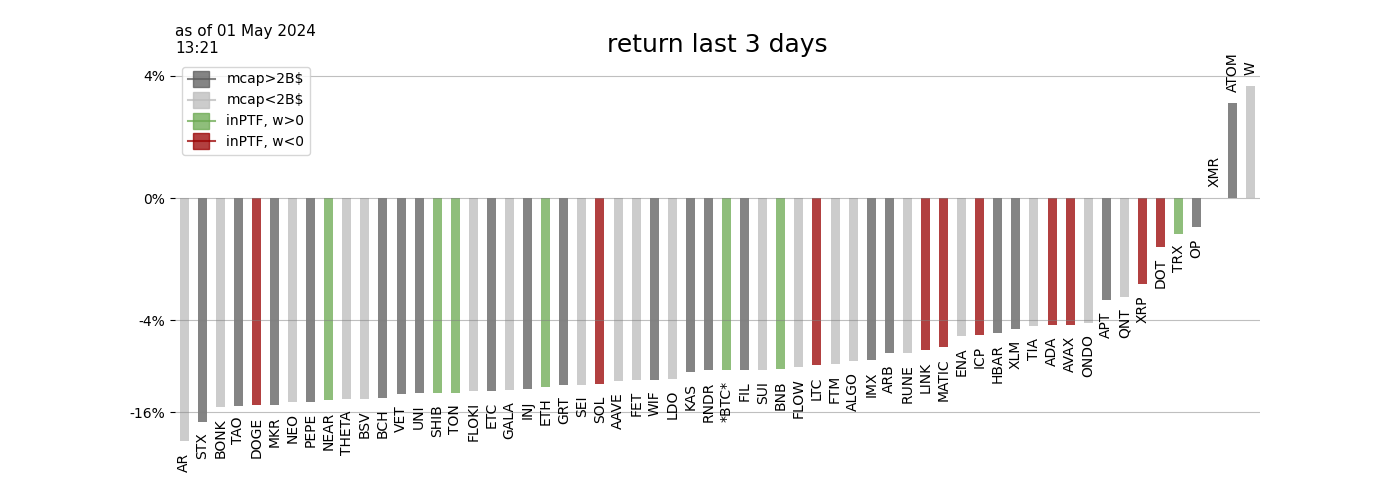 as of 01 May 2024
13:21
return last 3 days
mcap>2B$
mcap<2B$
inPTF, w>0
inPTF, w<0
4%
0%
-4%
-16%
AR
STX
BONK
TAO
DOGE
MKR
NEO
PEPE
NEAR
THETA
BSV
BCH
VET
UNI
SHIB
TON
FLOKI
ETC
GALA
INJ
ETH
GRT
SEI
SOL
AAVE
FET
WIF
LDO
KAS
RNDR
*BTC*
FIL
SUI
BNB
FLOW
LTC
FTM
ALGO
IMX
ARB
RUNE
LINK
MATIC
ENA
ICP
HBAR
XLM
TIA
ADA
AVAX
ONDO
APT
QNT
XRP
DOT
TRX
OP
XMR
ATOM
W